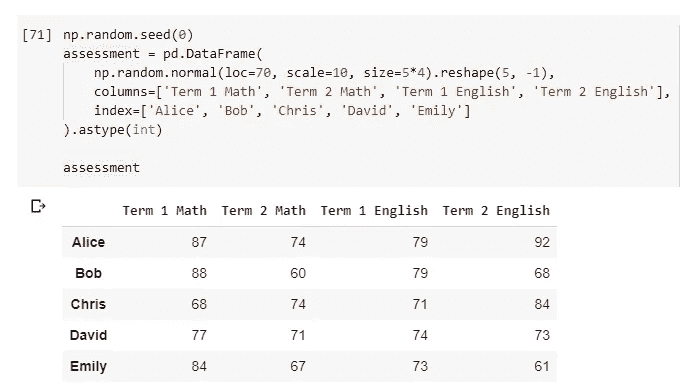 [71] np.random.seed(0)
assessment = pd.DataFrame(
np.random.normal(loc=70, scale=10, size=5*4).reshape(5, -1),
columns=['Term 1 Math', 'Term 2 Math', 'Term 1 English', 'Term 2 English'],
index=['Alice', 'Bob', 'Chris', 'David', 'Emily']
).astype(int)
assessment
Term 1 Math Term 2 Math Term 1 English Term 2 English
Alice 87 74 79 92
Bob 88 60 79 68
Chris 68 74 71 84
David 77 71 74 73
Emily 84 67 73 61